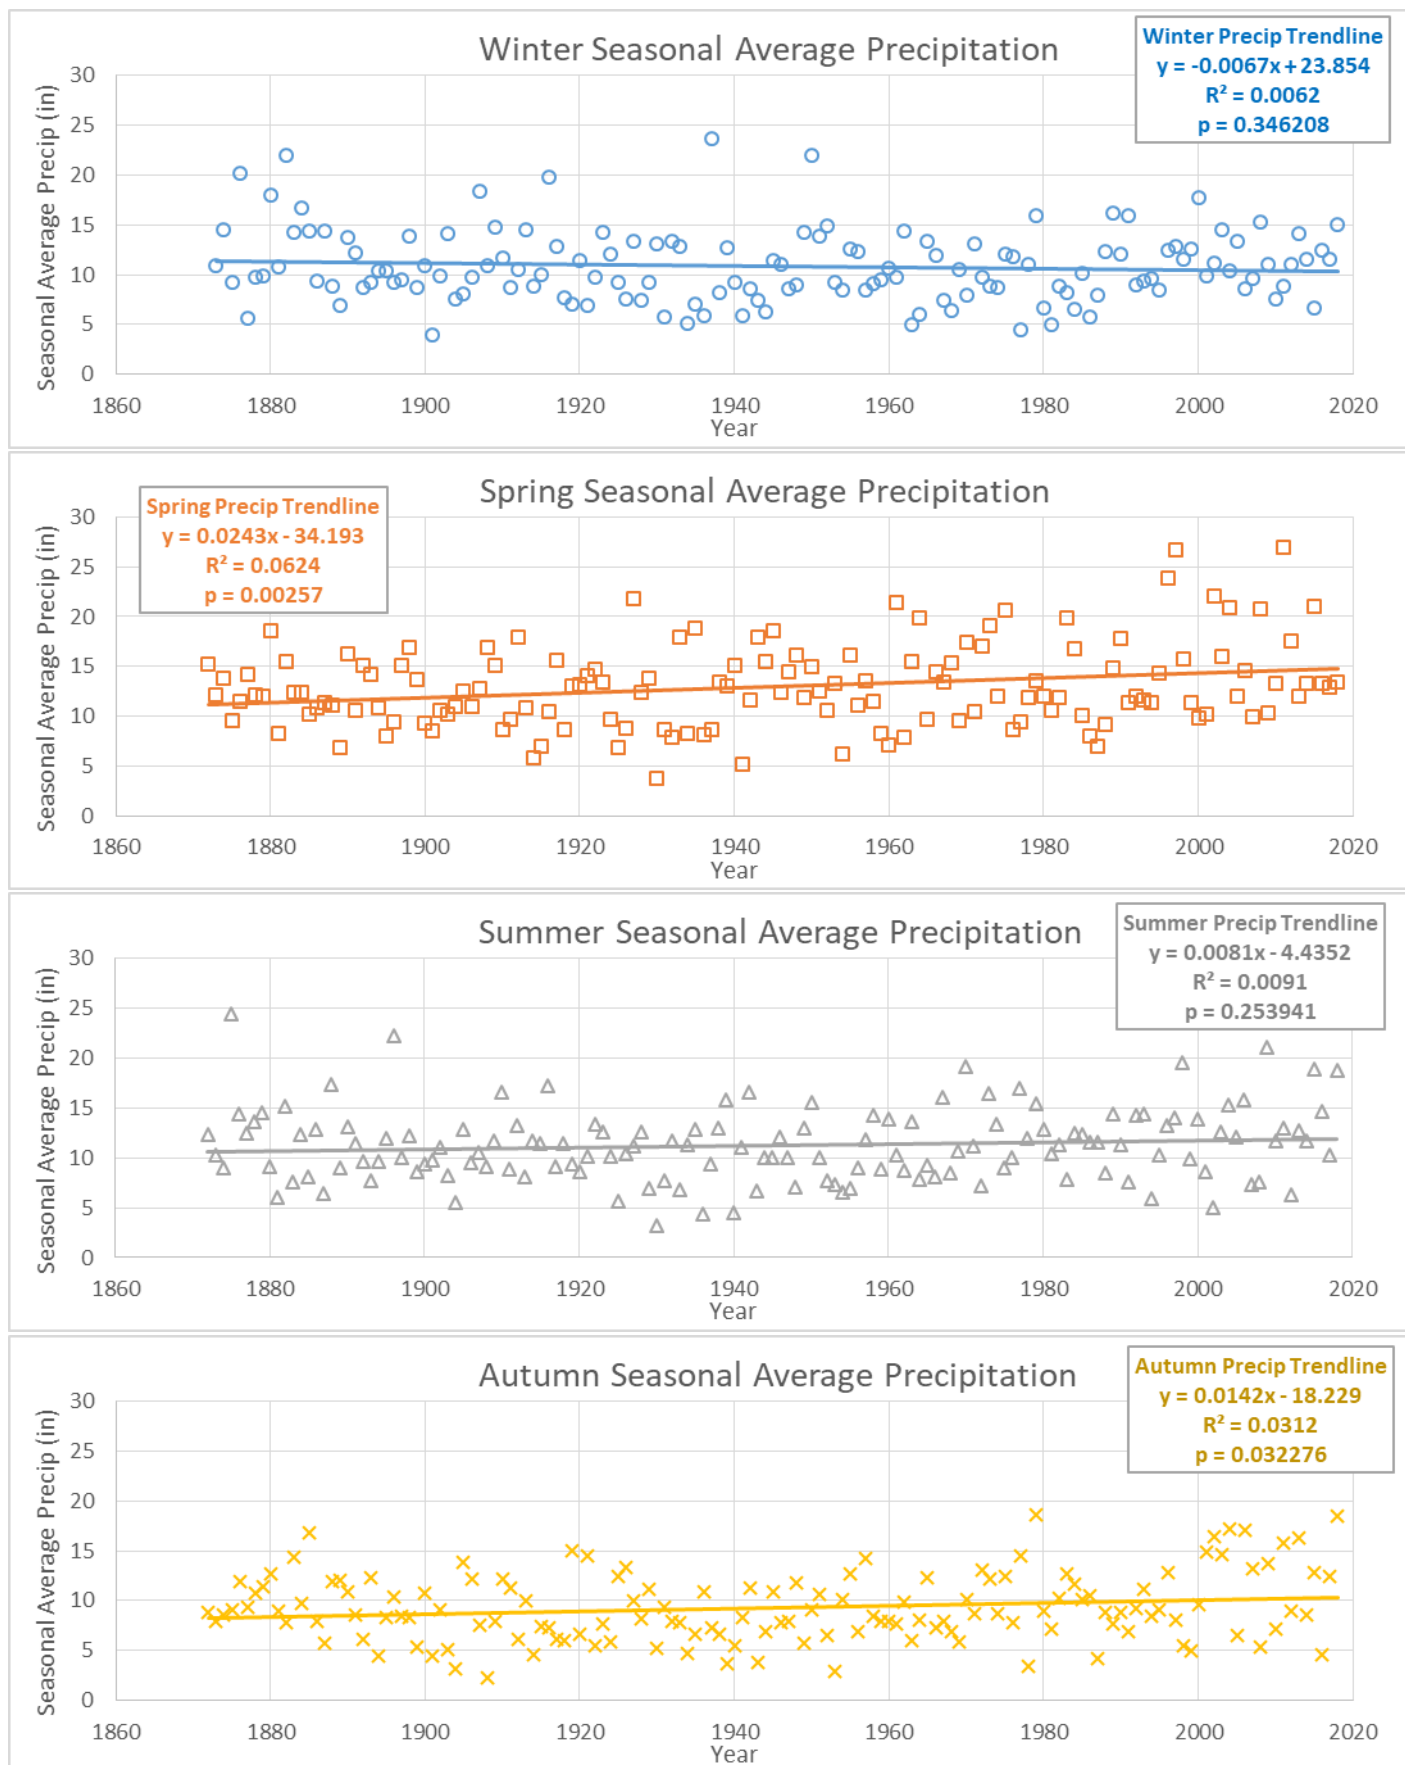 Winter Seasonal Average Precipitation
Winter Precip Trendline
y = -0.0067x + 23.854
R² = 0.0062
p = 0.346208
Seasonal Average Precip (in)
30
25
20
15
10
5
0
1860 1880 1900 1920 1940 1960 1980 2000 2020
Year
Spring Seasonal Average Precipitation
Spring Precip Trendline
y = 0.0243x - 34.193
R² = 0.0624
p = 0.00257
Seasonal Average Precip (in)
30
25
20
15
10
5
0
1860 1880 1900 1920 1940 1960 1980 2000 2020
Year
Summer Seasonal Average Precipitation
Summer Precip Trendline
y = 0.0081x - 4.4352
R² = 0.0091
p = 0.253941
Seasonal Average Precip (in)
30
25
20
15
10
5
0
1860 1880 1900 1920 1940 1960 1980 2000 2020
Year
Autumn Seasonal Average Precipitation
Autumn Precip Trendline
y = 0.0142x - 18.229
R² = 0.0312
p = 0.032276
Seasonal Average Precip (in)
30
25
20
15
10
5
0
1860 1880 1900 1920 1940 1960 1980 2000 2020
Year